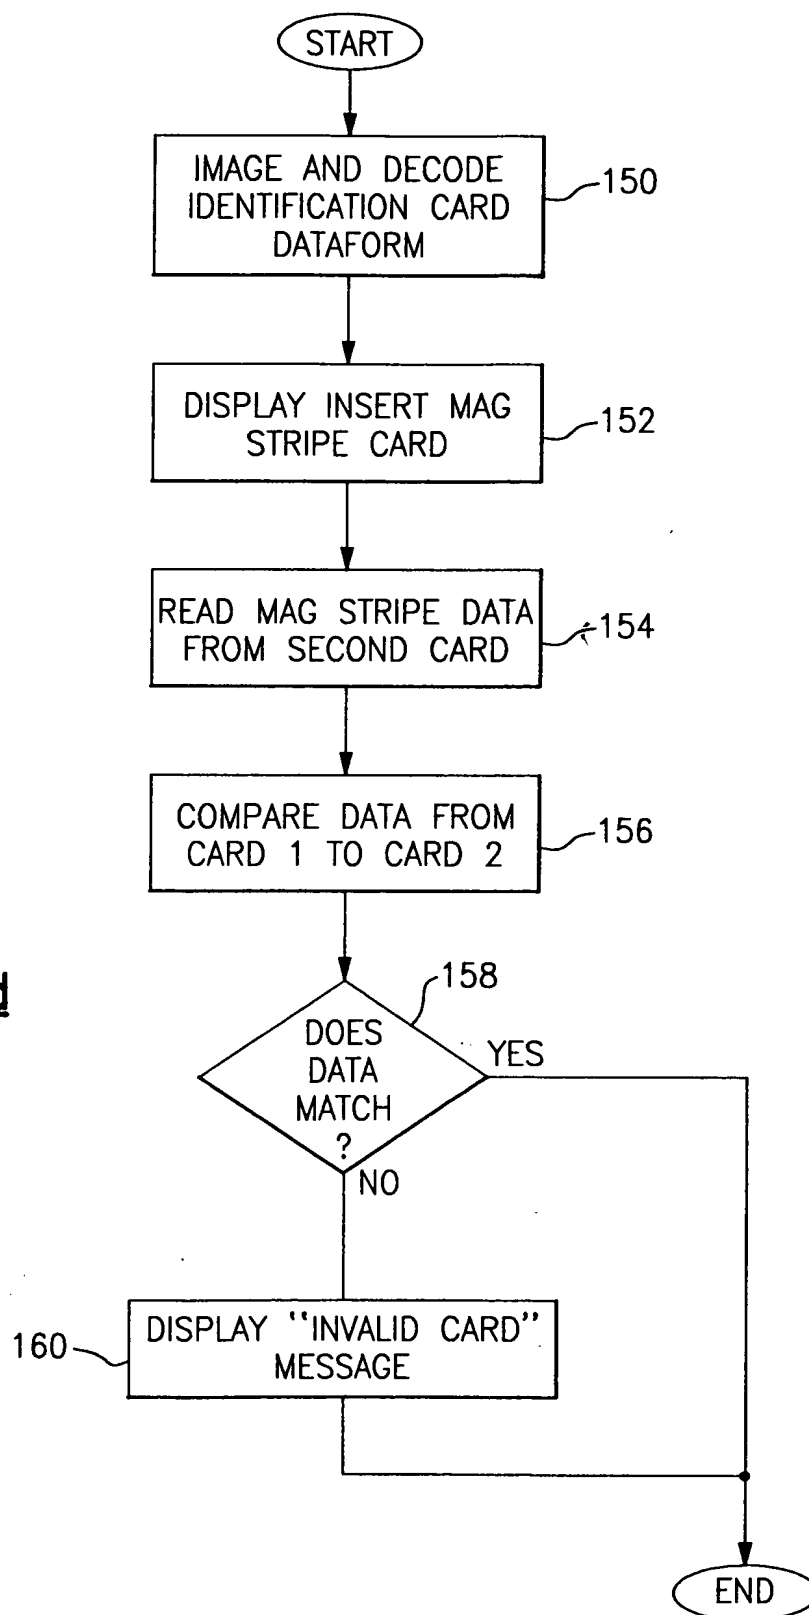 START
IMAGE AND DECODE
IDENTIFICATION CARD
DATAFORM
150
DISPLAY INSERT MAG
STRIPE CARD
152
READ MAG STRIPE DATA
FROM SECOND CARD
154
COMPARE DATA FROM
CARD 1 TO CARD 2
156
158
DOES
DATA
MATCH
?
YES
NO
DISPLAY "INVALID CARD"
MESSAGE
160
END